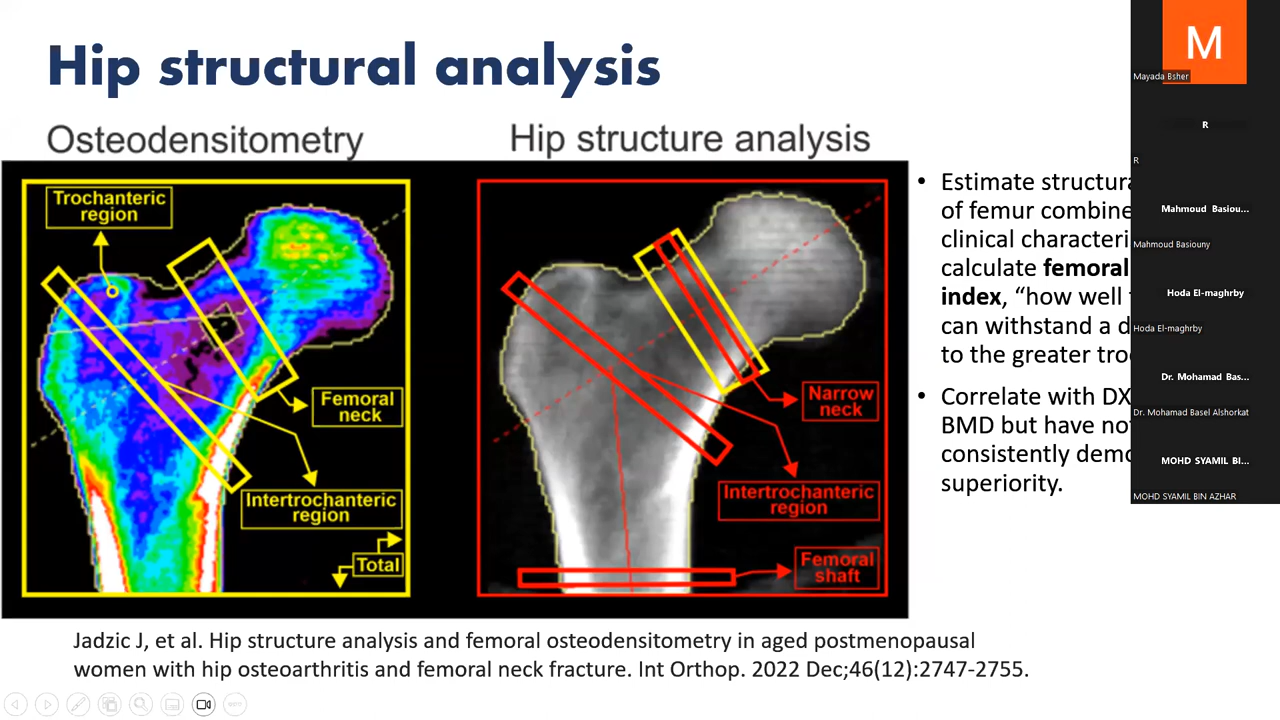 Hip structural analysis
Osteodensitometry
Hip structure analysis
Trochanteric
region
Femoral
neck
Intertrochanteric
region
Total
Narrow
neck
Intertrochanteric
region
Femoral
shaft
• Estimate structura
of femur combine
clinical characteri
calculate femoral
index, “how well
can withstand a d
to the greater tro
• Correlate with DX
BMD but have no
consistently demo
superiority.
Jadzic J, et al. Hip structure analysis and femoral osteodensitometry in aged postmenopausal
women with hip osteoarthritis and femoral neck fracture. Int Orthop. 2022 Dec;46(12):2747-2755.
M
Mayada Bsher
R
R
Mahmoud Basiou...
Mahmoud Basiouny
Hoda El-maghrby
Hoda El-maghrby
Dr. Mohamad Bas...
Dr. Mohamad Basel Alshorkat
MOHD SYAMIL BI...
MOHD SYAMIL BIN AZHAR